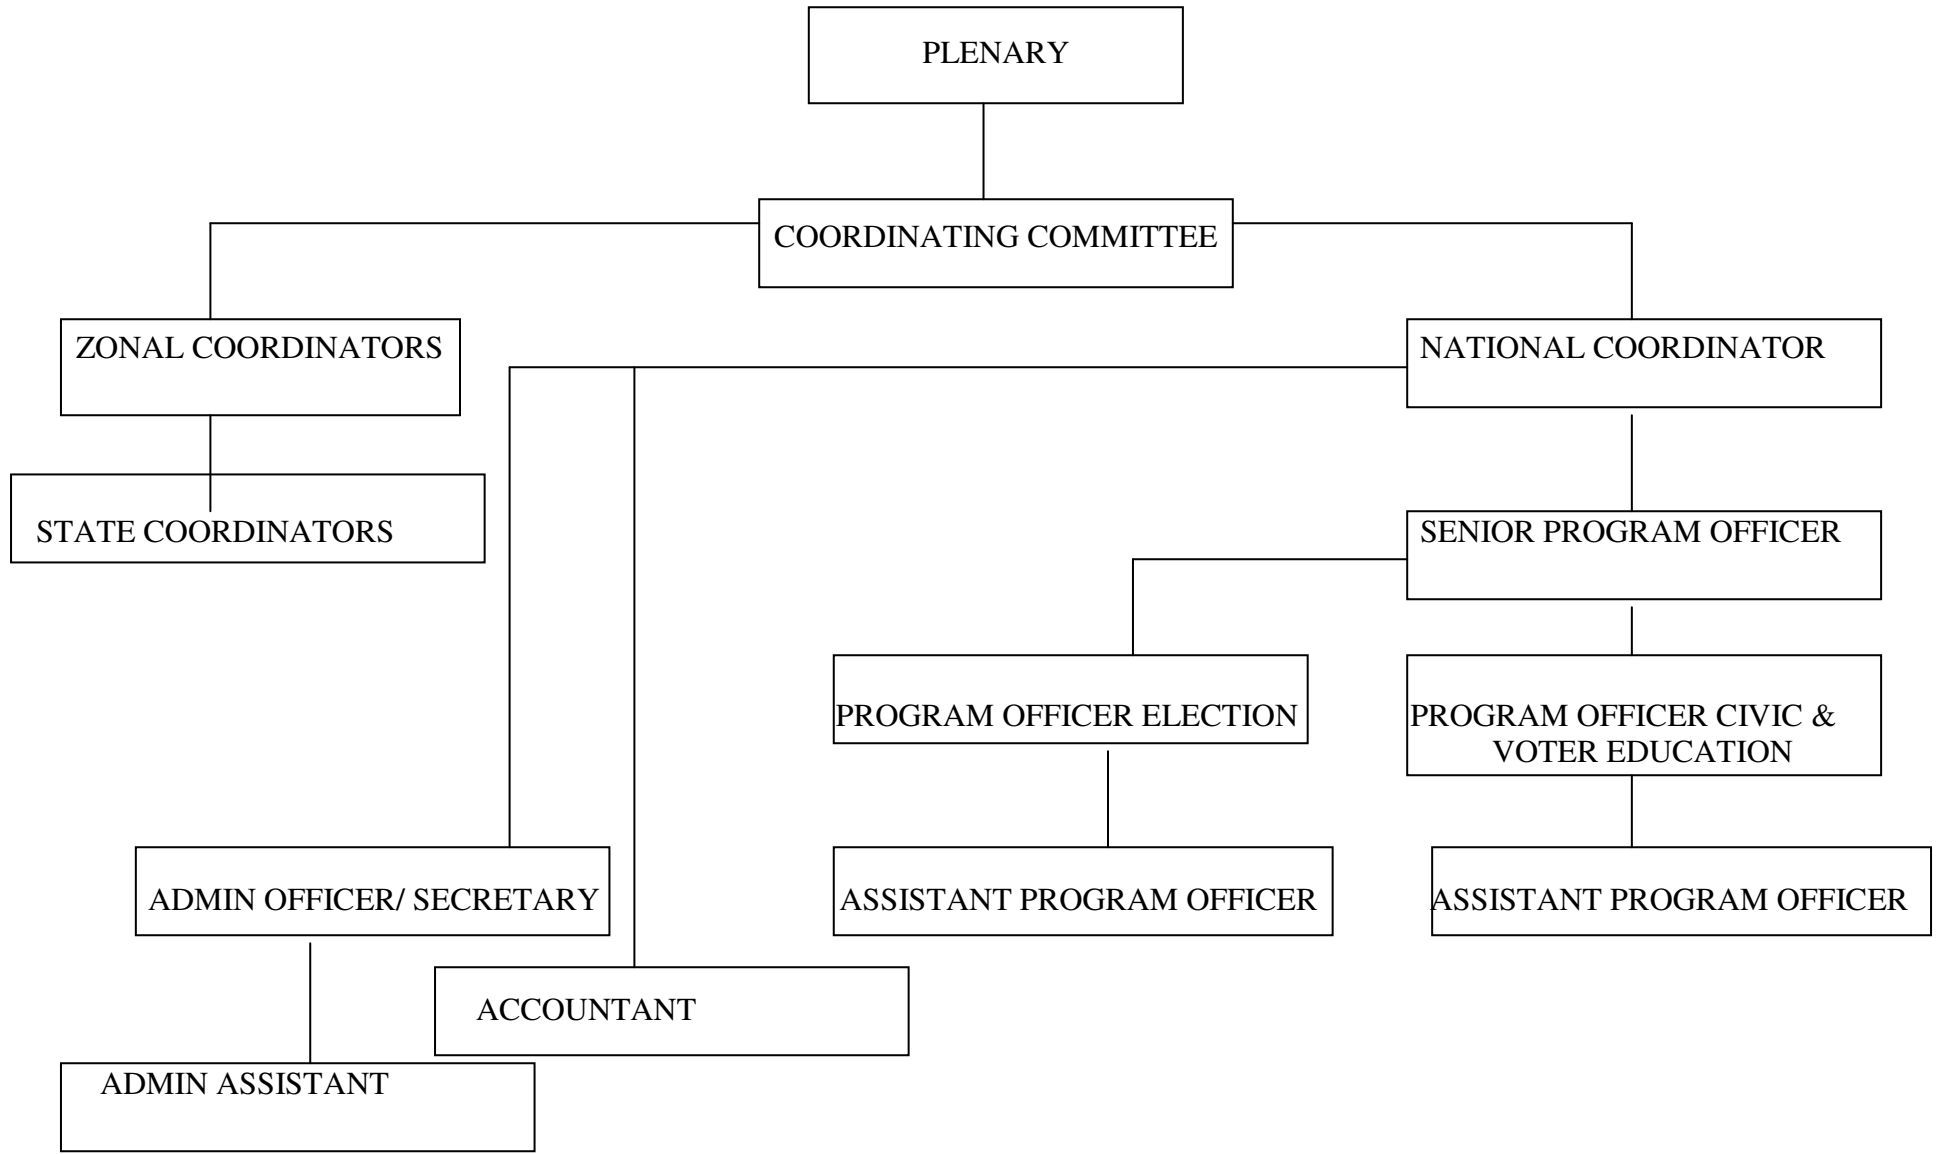 PLENARY
COORDINATING COMMITTEE
ZONAL COORDINATORS
NATIONAL COORDINATOR
STATE COORDINATORS
SENIOR PROGRAM OFFICER
PROGRAM OFFICER ELECTION
PROGRAM OFFICER CIVIC &
VOTER EDUCATION
ADMIN OFFICER/ SECRETARY
ASSISTANT PROGRAM OFFICER
ASSISTANT PROGRAM OFFICER
ACCOUNTANT
ADMIN ASSISTANT